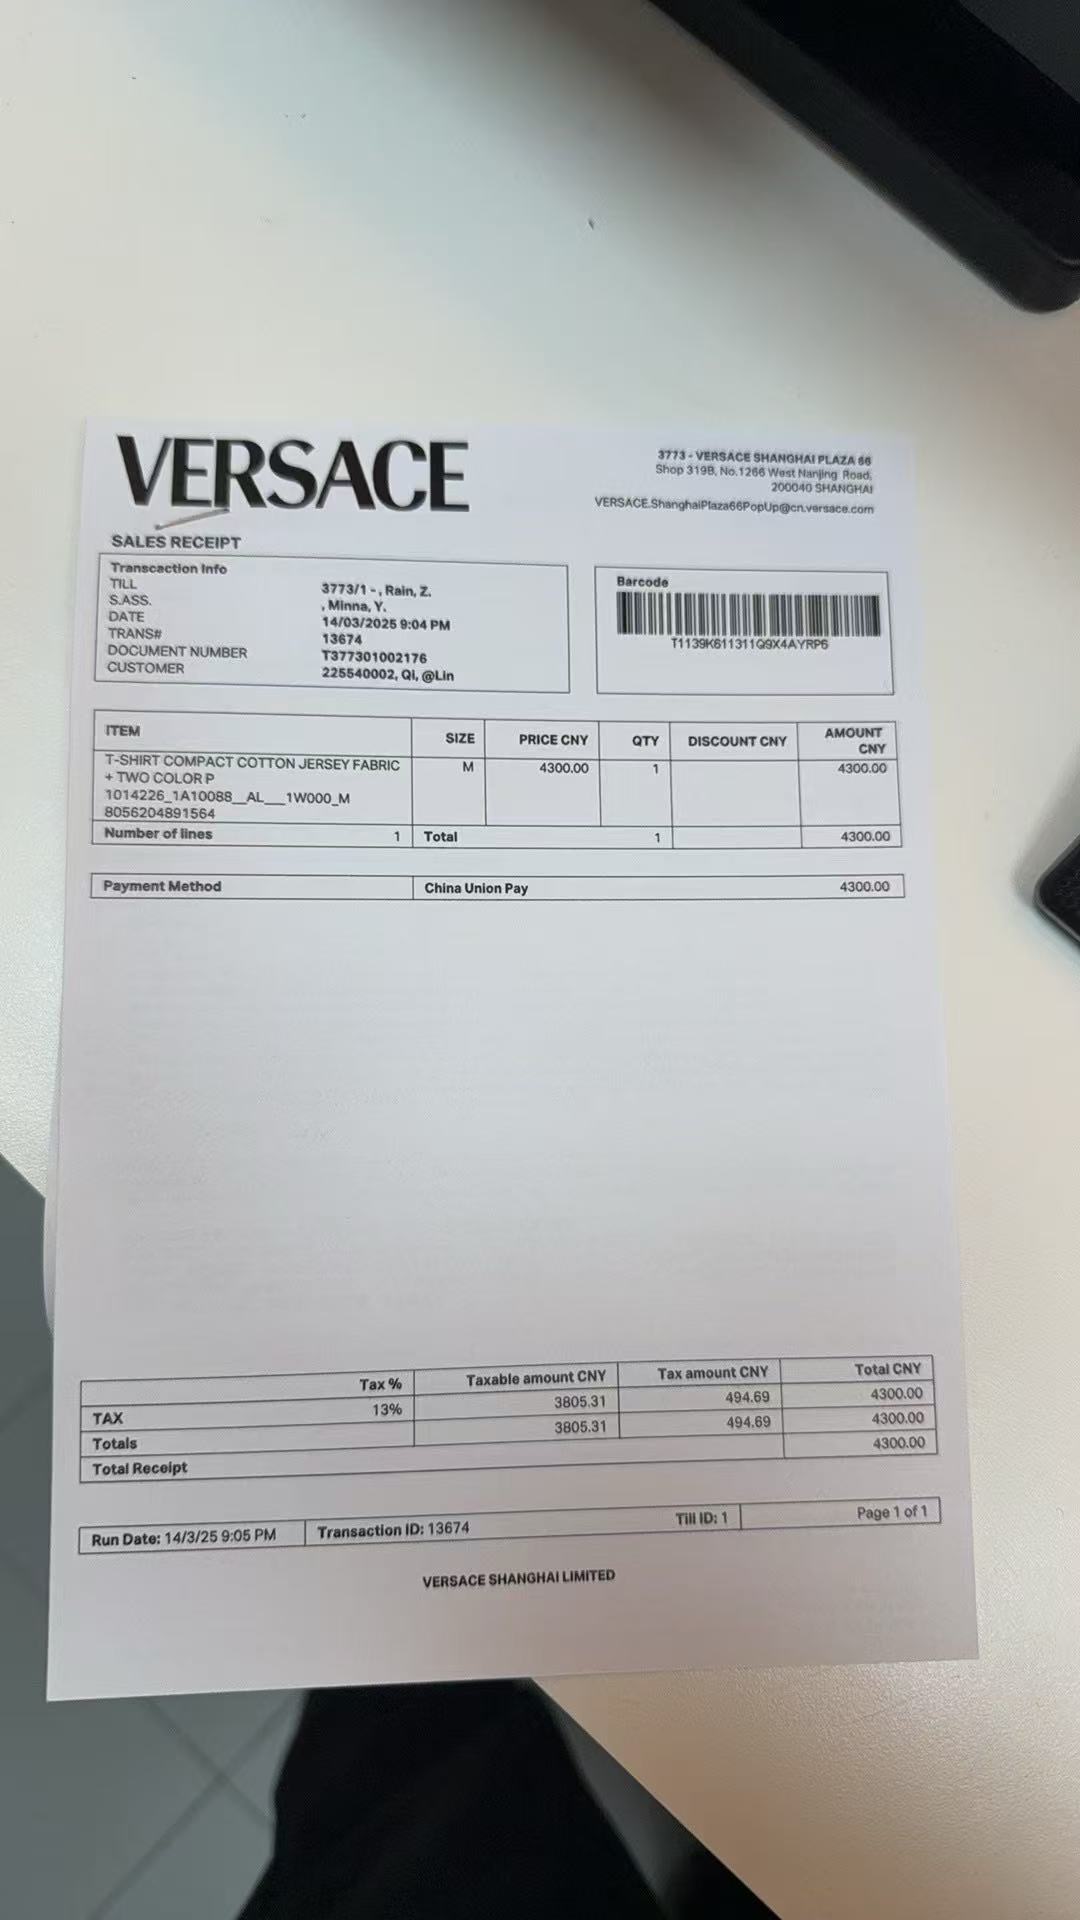 VERSACE
3773 - VERSACE SHANGHAI PLAZA 66
Shop 319B, No.1266 West Nanjing Road,
200040 SHANGHAI
VERSACE.ShanghaiPlaza66PopUp@cn.versace.com
SALES RECEIPT
Transcaction Info
TILL 3773/1 - , Rain, Z.
S.ASS. , Minna, Y.
DATE 14/03/2025 9:04 PM
TRANS# 13674
DOCUMENT NUMBER T377301002176
CUSTOMER 225540002, QI, @Lin
Barcode
T1139K611311Q9X4AYRP6
ITEM SIZE PRICE CNY QTY DISCOUNT CNY AMOUNT CNY
T-SHIRT COMPACT COTTON JERSEY FABRIC M 4300.00 1 4300.00
+ TWO COLOR P
1014226_1A10088__AL___1W000_M
8056204891564
Number of lines 1 Total 1 4300.00
Payment Method China Union Pay 4300.00
Tax % Taxable amount CNY Tax amount CNY Total CNY
TAX 13% 3805.31 494.69 4300.00
Totals 3805.31 494.69 4300.00
Total Receipt 4300.00
Run Date: 14/3/25 9:05 PM Transaction ID: 13674 Till ID: 1 Page 1 of 1
VERSACE SHANGHAI LIMITED